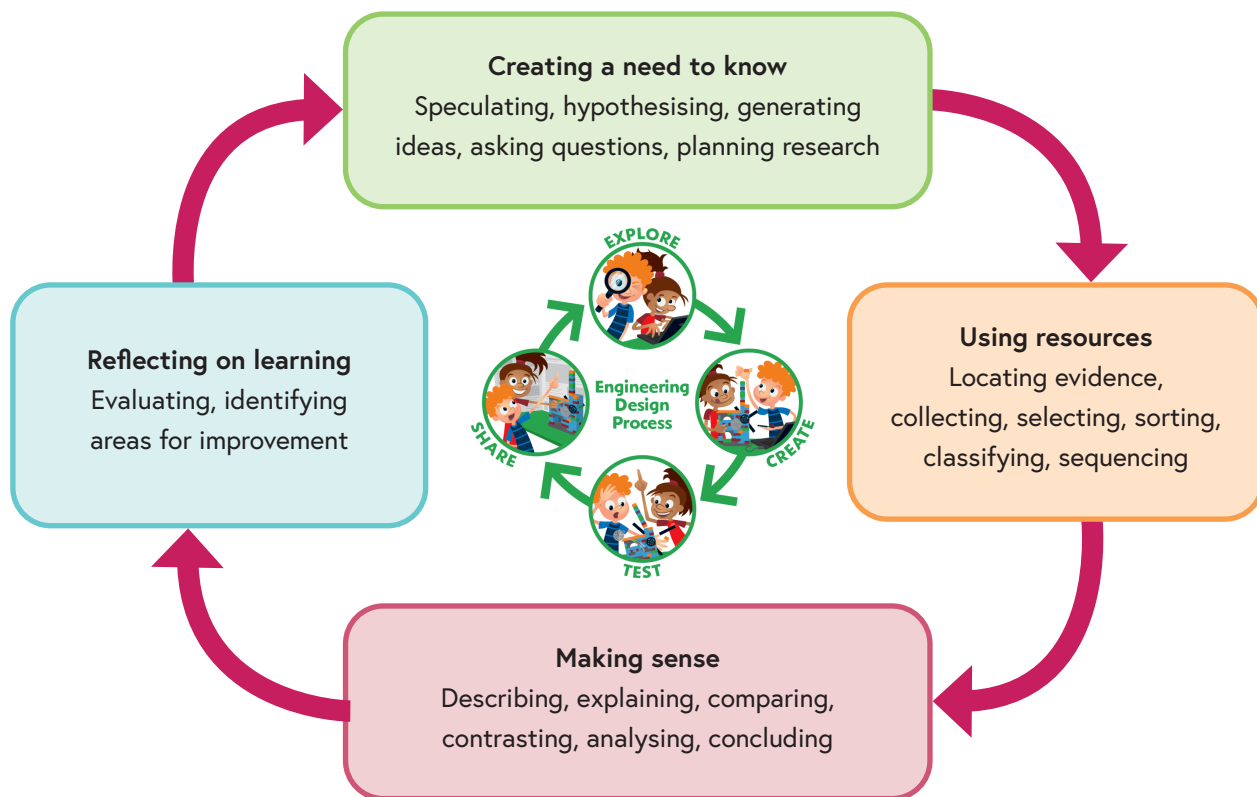 Creating a need to know
Speculating, hypothesising, generating
ideas, asking questions, planning research
EXPLORE
Reflecting on learning
Evaluating, identifying
areas for improvement
SHARE
Engineering
Design
Process
CREATE
Using resources
Locating evidence,
collecting, selecting, sorting,
classifying, sequencing
TEST
Making sense
Describing, explaining, comparing,
contrasting, analysing, concluding